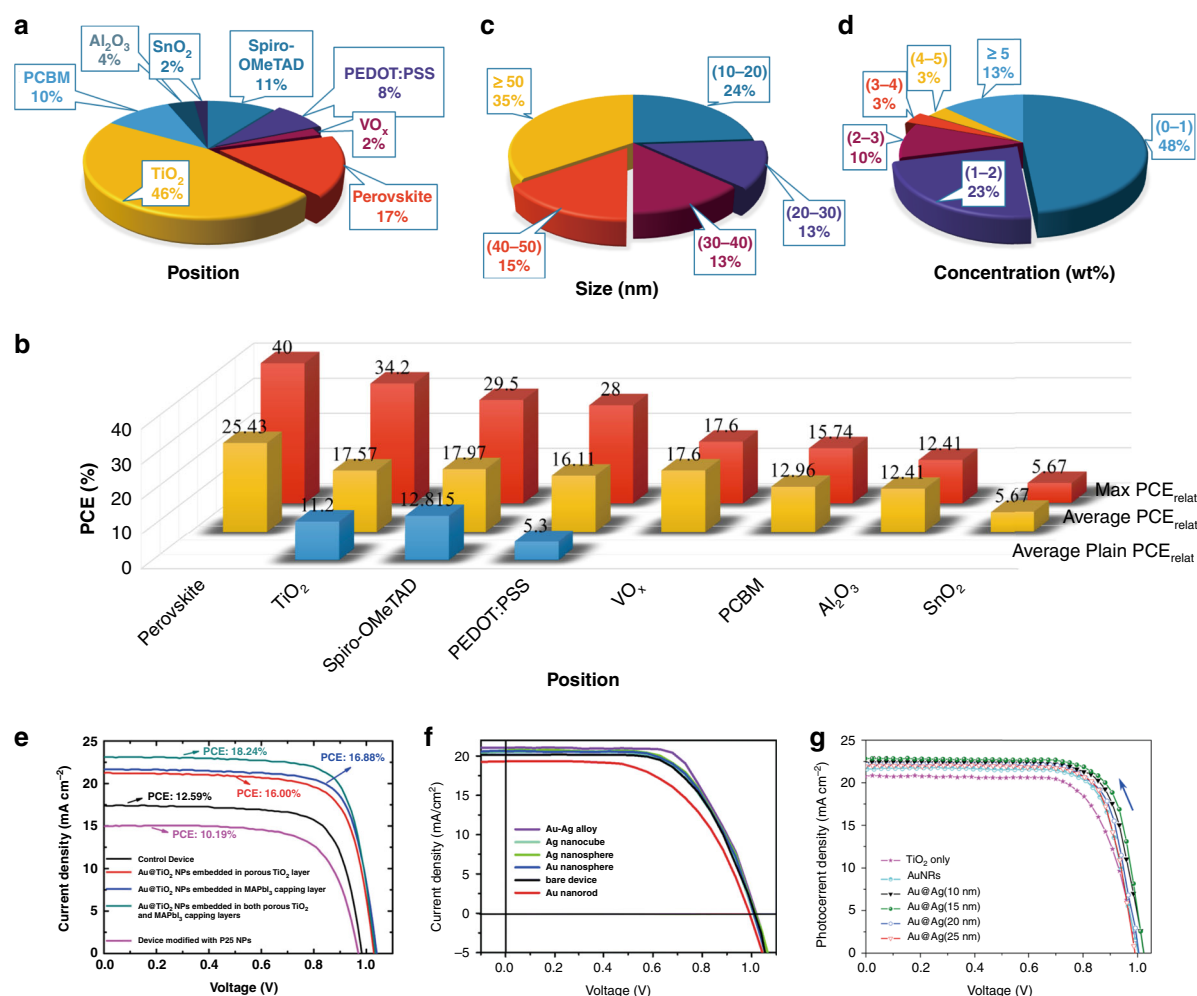 a
Al₂O₃
4%
SnO₂
2%
Spiro-
OMeTAD
11%
PCBM
10%
PEDOT:PSS
8%
VOₓ
2%
TiO₂
46%
Perovskite
17%
Position
c
≥ 50
35%
(10–20)
24%
(20–30)
13%
(30–40)
13%
(40–50)
15%
Size (nm)
d
(4–5)
3%
≥ 5
13%
(3–4)
3%
(2–3)
10%
(0–1)
48%
(1–2)
23%
Concentration (wt%)
b
PCE (%)
40
30
20
10
0
40
34.2
29.5
28
17.6
15.74
12.41
5.67
25.43
17.57
17.97
16.11
17.6
12.96
12.41
5.67
11.2
12.815
5.3
Max PCErelat
Average PCErelat
Average Plain PCErelat
Perovskite
TiO₂
Spiro-OMeTAD
PEDOT:PSS
VOₓ
PCBM
Al₂O₃
SnO₂
Position
e
Current density (mA cm⁻²)
25
20
15
10
5
0
PCE: 18.24%
PCE: 16.88%
PCE: 16.00%
PCE: 12.59%
PCE: 10.19%
Control Device
Au@TiO₂ NPs embedded in porous TiO₂ layer
Au@TiO₂ NPs embedded in MAPbI₃ capping layer
Au@TiO₂ NPs embedded in both porous TiO₂
and MAPbI₃ capping layers
Device modified with P25 NPs
0.0 0.2 0.4 0.6 0.8 1.0
Voltage (V)
f
Current density (mA/cm²)
20
15
10
5
0
−5
Au-Ag alloy
Ag nanocube
Ag nanosphere
Au nanosphere
bare device
Au nanorod
0.0 0.2 0.4 0.6 0.8 1.0
Voltage (V)
g
Photocerrent density (mA cm⁻²)
25
20
15
10
5
0
TiO₂ only
AuNRs
Au@Ag(10 nm)
Au@Ag(15 nm)
Au@Ag(20 nm)
Au@Ag(25 nm)
0.0 0.2 0.4 0.6 0.8 1.0
Voltage (V)